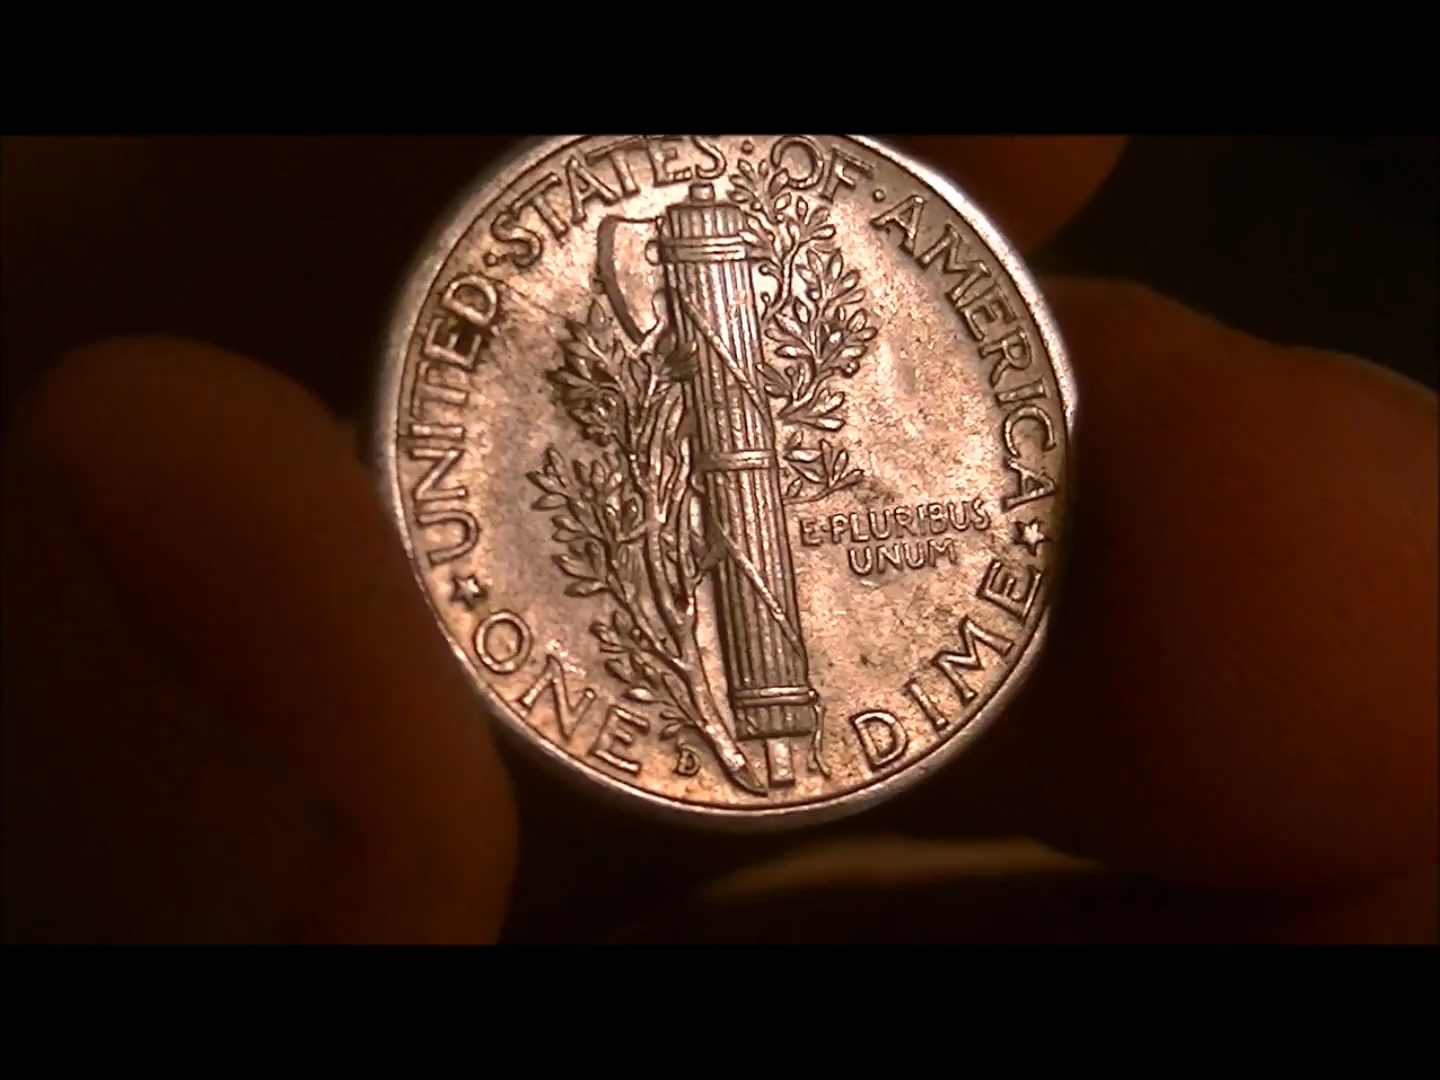 UNITED·STATES·OF·AMERICA
E·PLURIBUS
UNUM
ONE DIME
D